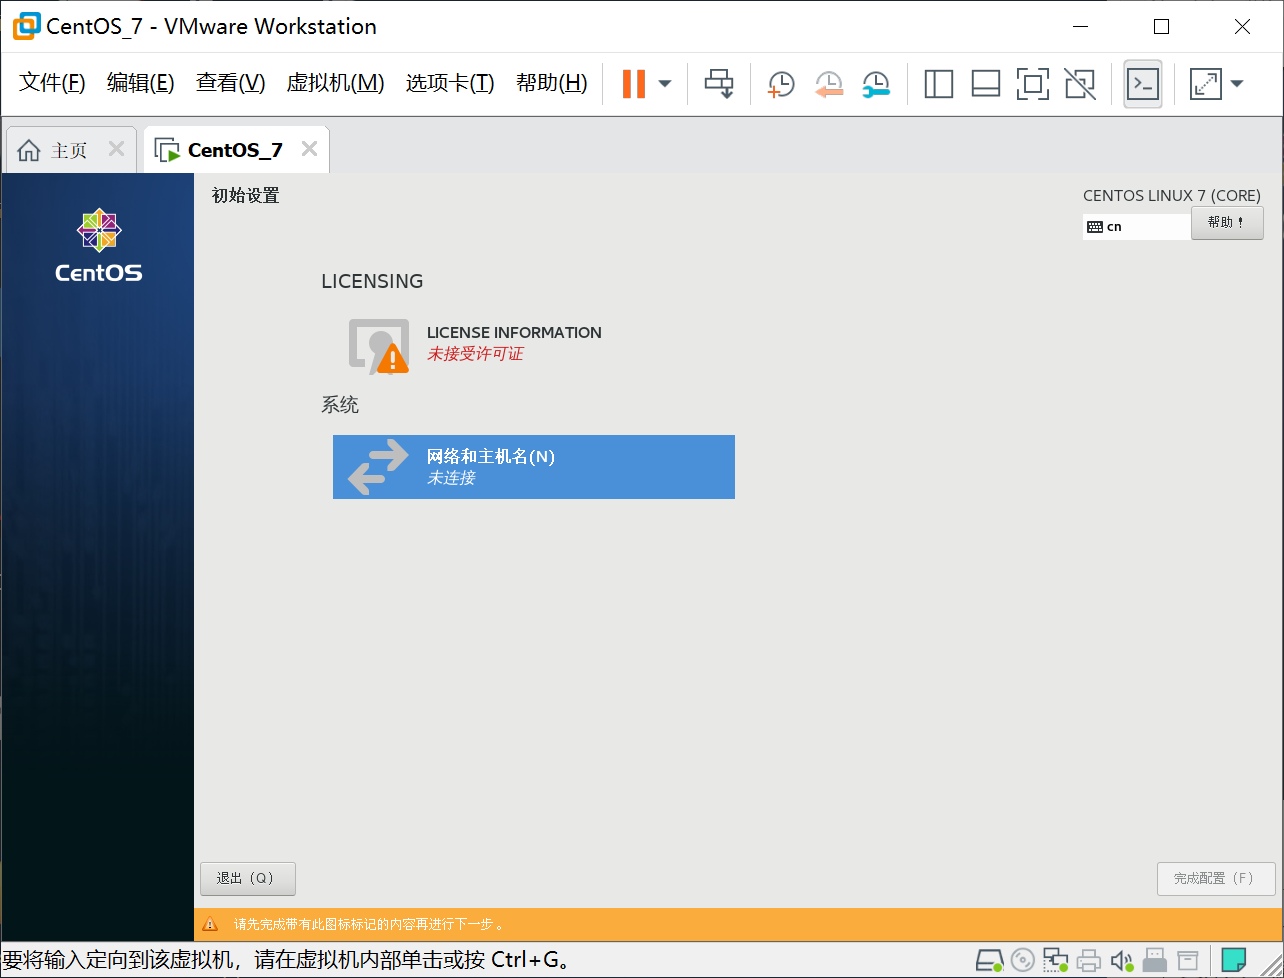 CentOS_7 - VMware Workstation
文件(F) 编辑(E) 查看(V) 虚拟机(M) 选项卡(T) 帮助(H)
主页 CentOS_7
初始设置
CENTOS LINUX 7 (CORE)
cn 帮助！
CentOS
LICENSING
LICENSE INFORMATION
未接受许可证
系统
网络和主机名(N)
未连接
退出（Q） 完成配置（F）
请先完成带有此图标标记的内容再进行下一步。
要将输入定向到该虚拟机，请在虚拟机内部单击或按 Ctrl+G。